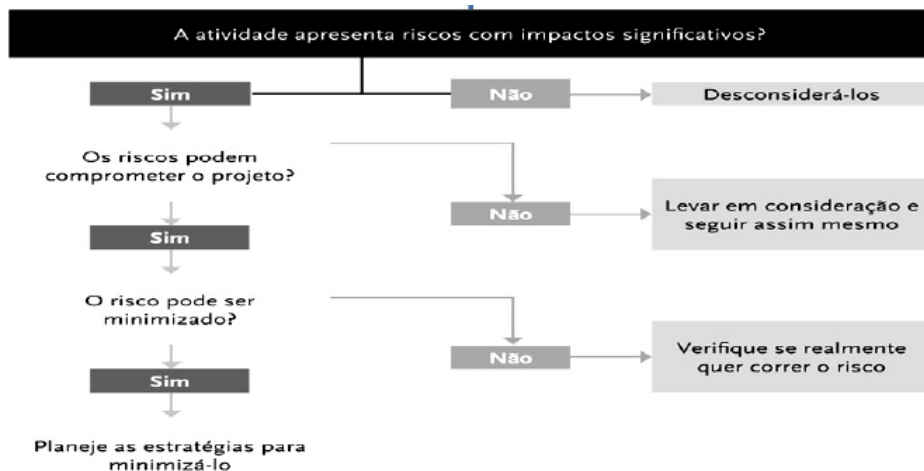 A atividade apresenta riscos com impactos significativos?
Sim
Não
Desconsiderá-los
Os riscos podem
comprometer o projeto?
Não
Levar em consideração e
seguir assim mesmo
Sim
O risco pode ser
minimizado?
Não
Verifique se realmente
quer correr o risco
Sim
Planeje as estratégias para
minimizá-lo